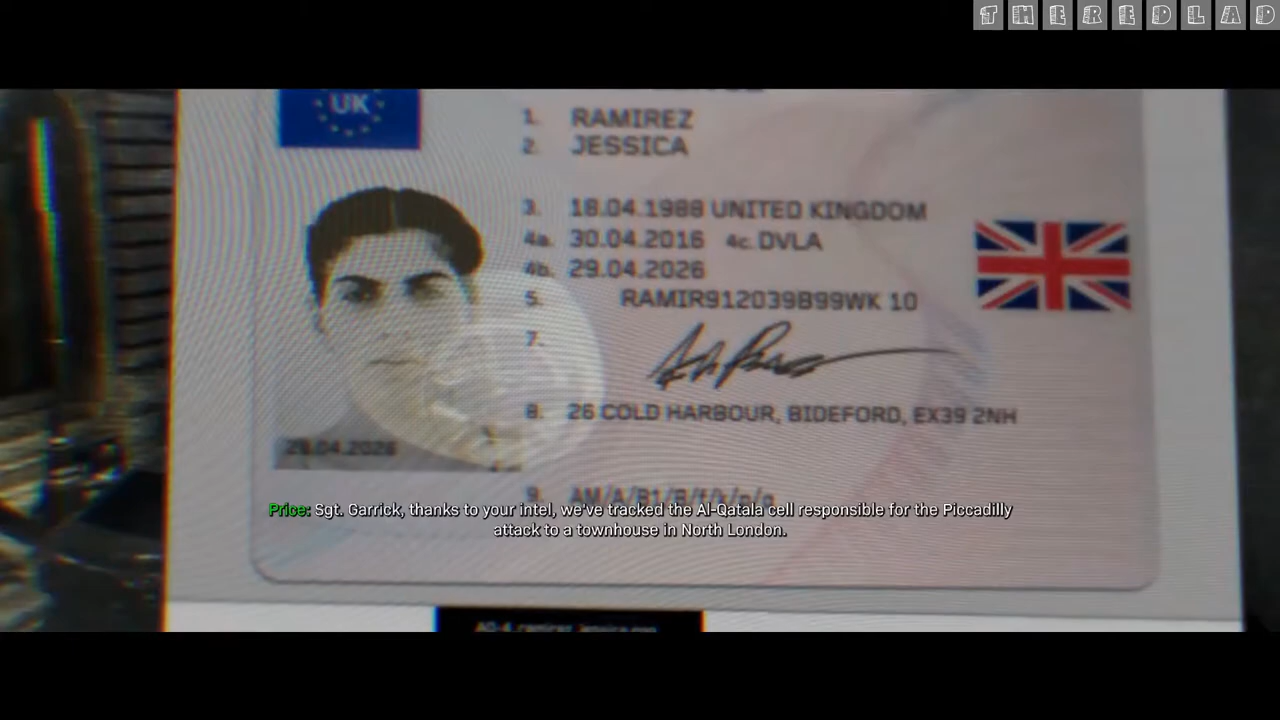 THEREDLAD
UK
1. RAMIREZ
2. JESSICA
3. 18.04.1988 UNITED KINGDOM
4a. 30.04.2016 4c. DVLA
4b. 29.04.2026
5. RAMIR912039B99WK 10
7.
8. 26 COLD HARBOUR, BIDEFORD, EX39 2NH
29.04.2026
9. AM/A/B1/B/f/k/p/q
Price: Sgt. Garrick, thanks to your intel, we've tracked the Al-Qatala cell responsible for the Piccadilly
attack to a townhouse in North London.